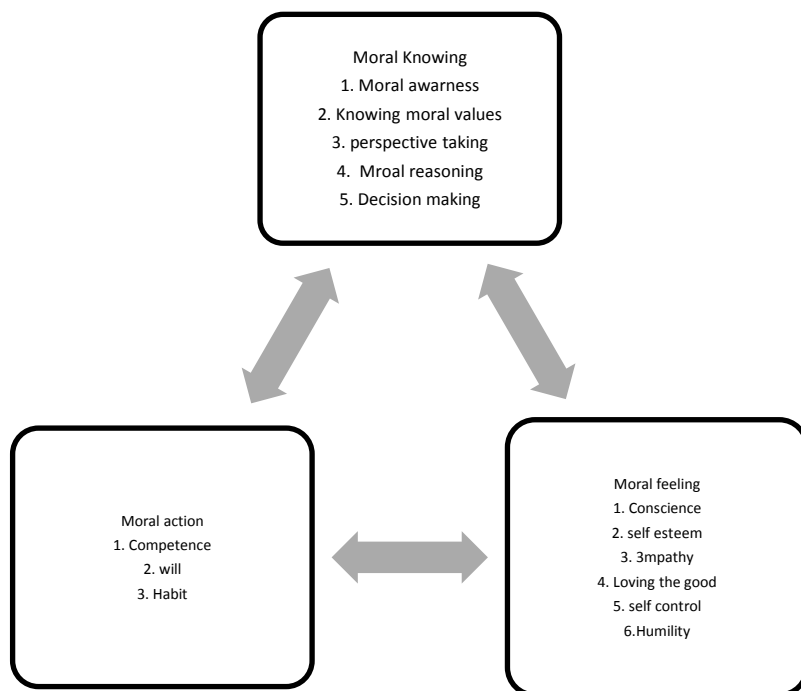 Moral Knowing
1. Moral awarness
2. Knowing moral values
3. perspective taking
4. Mroal reasoning
5. Decision making
Moral action
1. Competence
2. will
3. Habit
Moral feeling
1. Conscience
2. self esteem
3. 3mpathy
4. Loving the good
5. self control
6.Humility